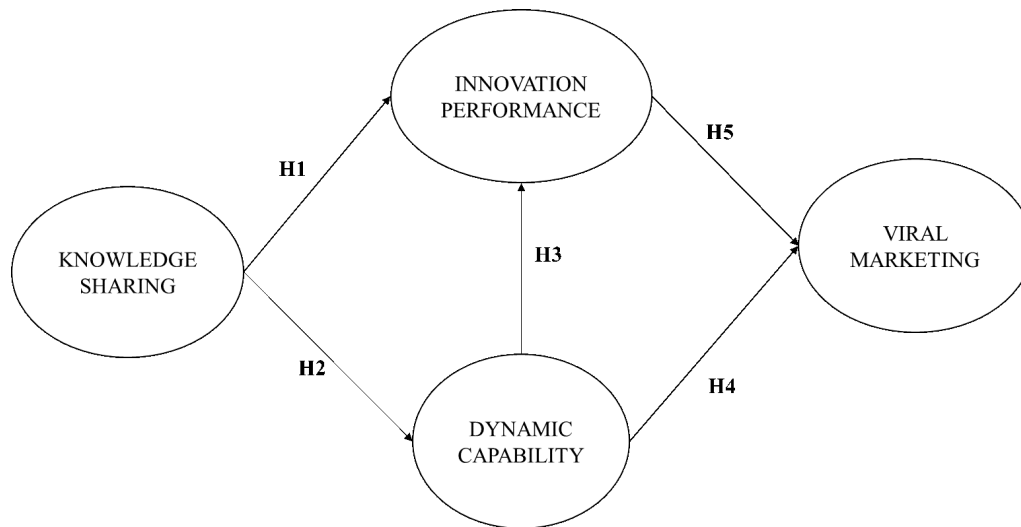 INNOVATION
PERFORMANCE
H5
H1
VIRAL
MARKETING
KNOWLEDGE
SHARING
H3
H2
H4
DYNAMIC
CAPABILITY